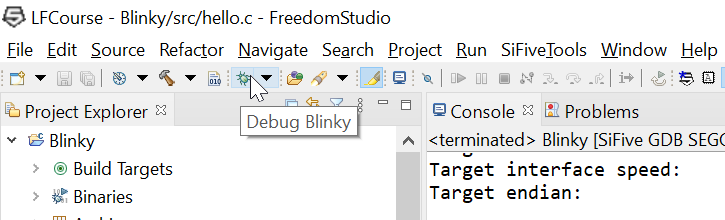 LFCourse - Blinky/src/hello.c - FreedomStudio
File Edit Source Refactor Navigate Search Project Run SiFiveTools Window Help
010
Project Explorer
Console Problems
Debug Blinky
Blinky
<terminated> Blinky [SiFive GDB SEGG
Build Targets
Target interface speed:
Binaries
Target endian: